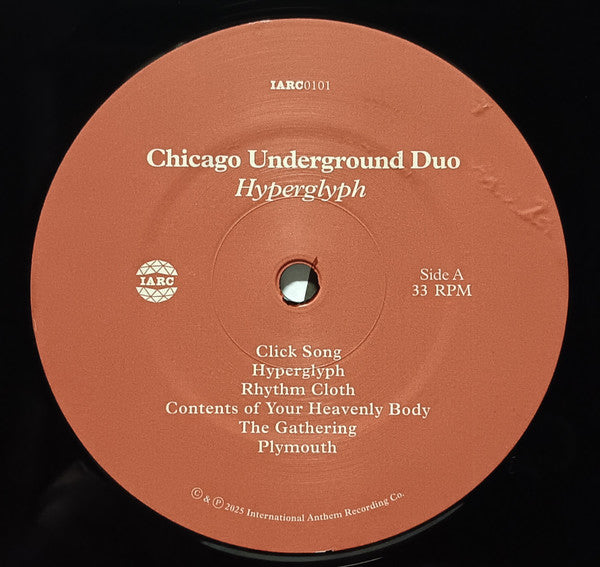 IARC0101
Chicago Underground Duo
Hyperglyph
IARC
Side A
33 RPM
Click Song
Hyperglyph
Rhythm Cloth
Contents of Your Heavenly Body
The Gathering
Plymouth
© & ℗ 2025 International Anthem Recording Co.